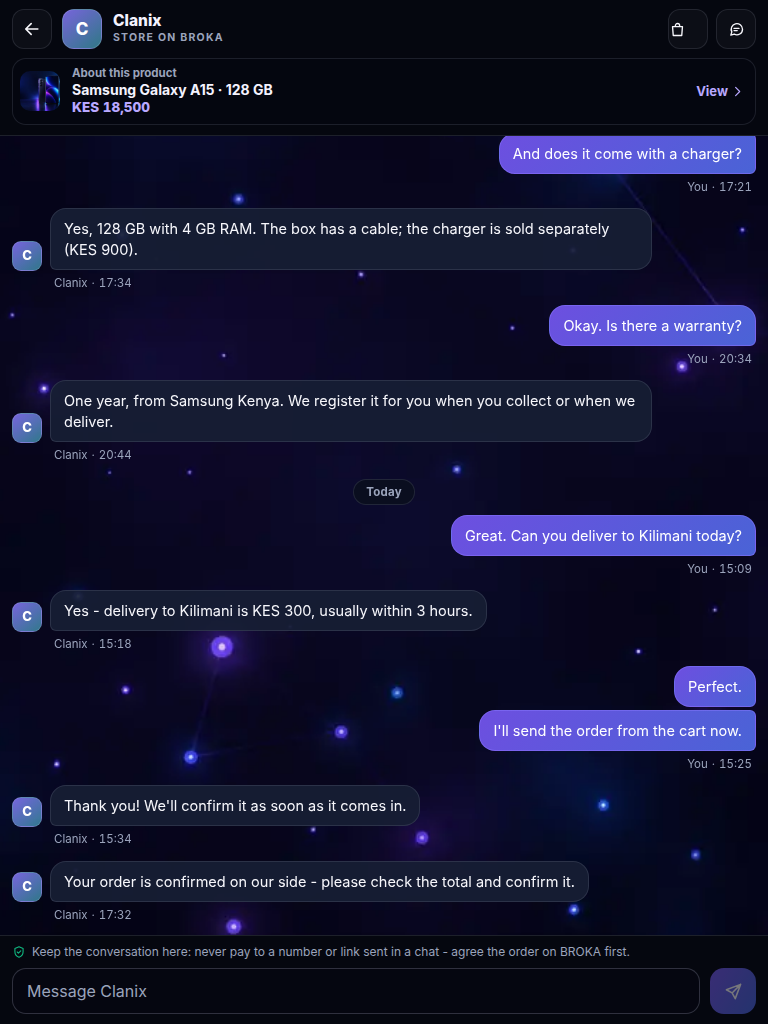 C
Clanix
STORE ON BROKA
About this product
Samsung Galaxy A15 · 128 GB
KES 18,500
View
And does it come with a charger?
You · 17:21
Yes, 128 GB with 4 GB RAM. The box has a cable; the charger is sold separately
(KES 900).
C
Clanix · 17:34
Okay. Is there a warranty?
You · 20:34
One year, from Samsung Kenya. We register it for you when you collect or when we
deliver.
C
Clanix · 20:44
Today
Great. Can you deliver to Kilimani today?
You · 15:09
Yes - delivery to Kilimani is KES 300, usually within 3 hours.
C
Clanix · 15:18
Perfect.
I'll send the order from the cart now.
You · 15:25
Thank you! We'll confirm it as soon as it comes in.
C
Clanix · 15:34
Your order is confirmed on our side - please check the total and confirm it.
C
Clanix · 17:32
Keep the conversation here: never pay to a number or link sent in a chat - agree the order on BROKA first.
Message Clanix